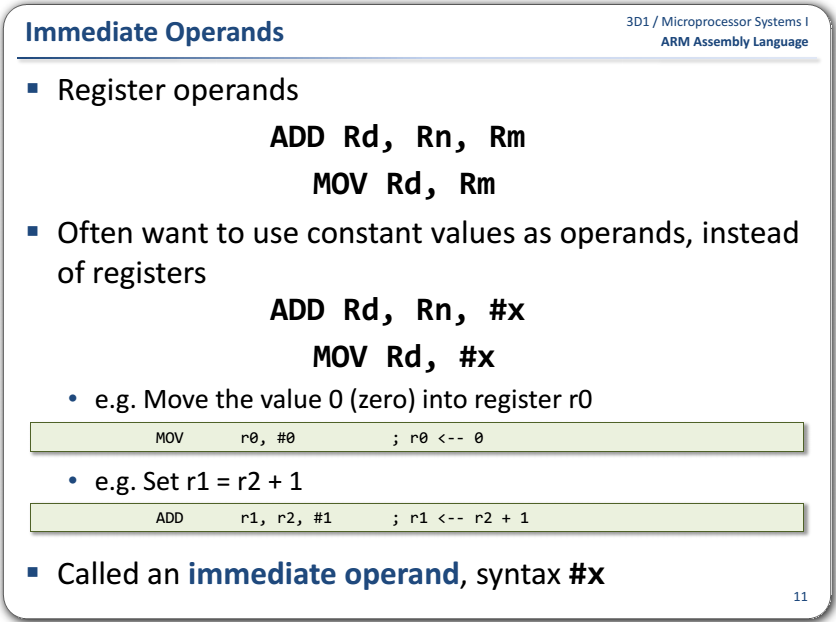 Immediate Operands
3D1 / Microprocessor Systems I
ARM Assembly Language
▪ Register operands
ADD Rd, Rn, Rm
MOV Rd, Rm
▪ Often want to use constant values as operands, instead
of registers
ADD Rd, Rn, #x
MOV Rd, #x
• e.g. Move the value 0 (zero) into register r0
MOV r0, #0 ; r0 <-- 0
• e.g. Set r1 = r2 + 1
ADD r1, r2, #1 ; r1 <-- r2 + 1
▪ Called an immediate operand, syntax #x
11